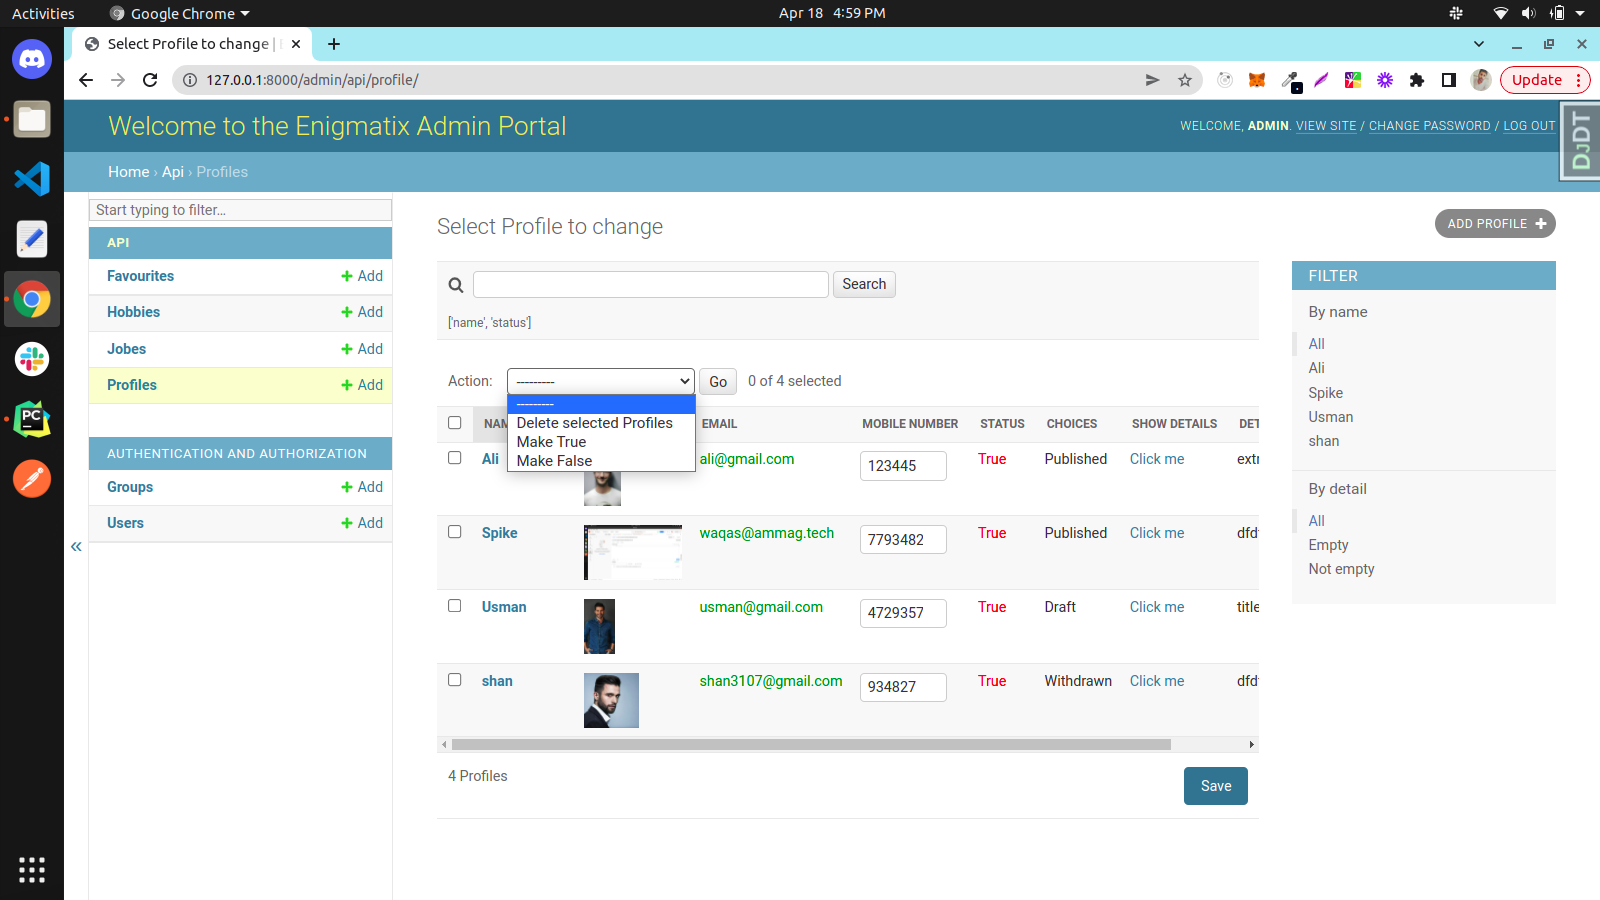 Activities Google Chrome Apr 18 4:59 PM
Select Profile to change |
127.0.0.1:8000/admin/api/profile/ Update
Welcome to the Enigmatix Admin Portal
WELCOME, ADMIN. VIEW SITE / CHANGE PASSWORD / LOG OUT
DJDT
Home › Api › Profiles
Start typing to filter...
API
Favourites + Add
Hobbies + Add
Jobes + Add
Profiles + Add
AUTHENTICATION AND AUTHORIZATION
Groups + Add
Users + Add
«
Select Profile to change
ADD PROFILE +
Search
['name', 'status']
Action: --------- Go 0 of 4 selected
---------
Delete selected Profiles
Make True
Make False
NAM EMAIL MOBILE NUMBER STATUS CHOICES SHOW DETAILS DET
Ali ali@gmail.com 123445 True Published Click me extr
Spike waqas@ammag.tech 7793482 True Published Click me dfd
Usman usman@gmail.com 4729357 True Draft Click me title
shan shan3107@gmail.com 934827 True Withdrawn Click me dfd
4 Profiles
Save
FILTER
By name
All
Ali
Spike
Usman
shan
By detail
All
Empty
Not empty
PC